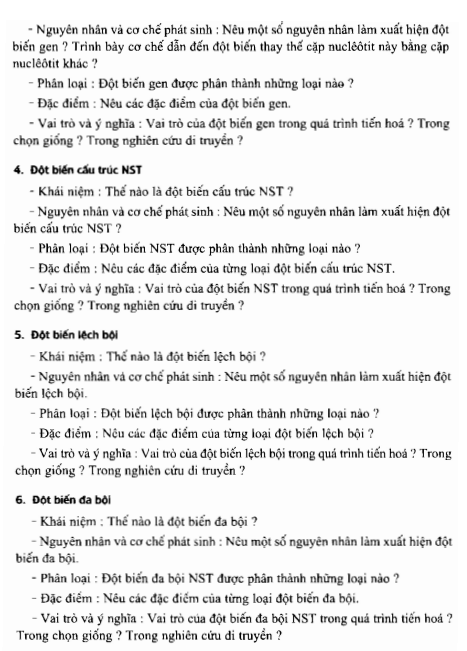 - Nguyên nhân và cơ chế phát sinh : Nêu một số nguyên nhân làm xuất hiện đột
biến gen ? Trình bày cơ chế dẫn đến đột biến thay thế cặp nuclêôtit này bằng cặp
nuclêôtit khác ?
- Phân loại : Đột biến gen được phân thành những loại nào ?
- Đặc điểm : Nêu các đặc điểm của đột biến gen.
- Vai trò và ý nghĩa : Vai trò của đột biến gen trong quá trình tiến hoá ? Trong
chọn giống ? Trong nghiên cứu di truyền ?
4. Đột biến cấu trúc NST
- Khái niệm : Thế nào là đột biến cấu trúc NST ?
- Nguyên nhân và cơ chế phát sinh : Nêu một số nguyên nhân làm xuất hiện đột
biến cấu trúc NST ?
- Phân loại : Đột biến NST được phân thành những loại nào ?
- Đặc điểm : Nêu các đặc điểm của từng loại đột biến cấu trúc NST.
- Vai trò và ý nghĩa : Vai trò của đột biến NST trong quá trình tiến hoá ? Trong
chọn giống ? Trong nghiên cứu di truyền ?
5. Đột biến lệch bội
- Khái niệm : Thế nào là đột biến lệch bội ?
- Nguyên nhân và cơ chế phát sinh : Nêu một số nguyên nhân làm xuất hiện đột
biến lệch bội.
- Phân loại : Đột biến lệch bội được phân thành những loại nào ?
- Đặc điểm : Nêu các đặc điểm của từng loại đột biến lệch bội ?
- Vai trò và ý nghĩa : Vai trò của đột biến lệch bội trong quá trình tiến hoá ? Trong
chọn giống ? Trong nghiên cứu di truyền ?
6. Đột biến đa bội
- Khái niệm : Thế nào là đột biến đa bội ?
- Nguyên nhân và cơ chế phát sinh : Nêu một số nguyên nhân làm xuất hiện đột
biến đa bội.
- Phân loại : Đột biến đa bội NST được phân thành những loại nào ?
- Đặc điểm : Nêu các đặc điểm của từng loại đột biến đa bội.
- Vai trò và ý nghĩa : Vai trò của đột biến đa bội NST trong quá trình tiến hoá ?
Trong chọn giống ? Trong nghiên cứu di truyền ?